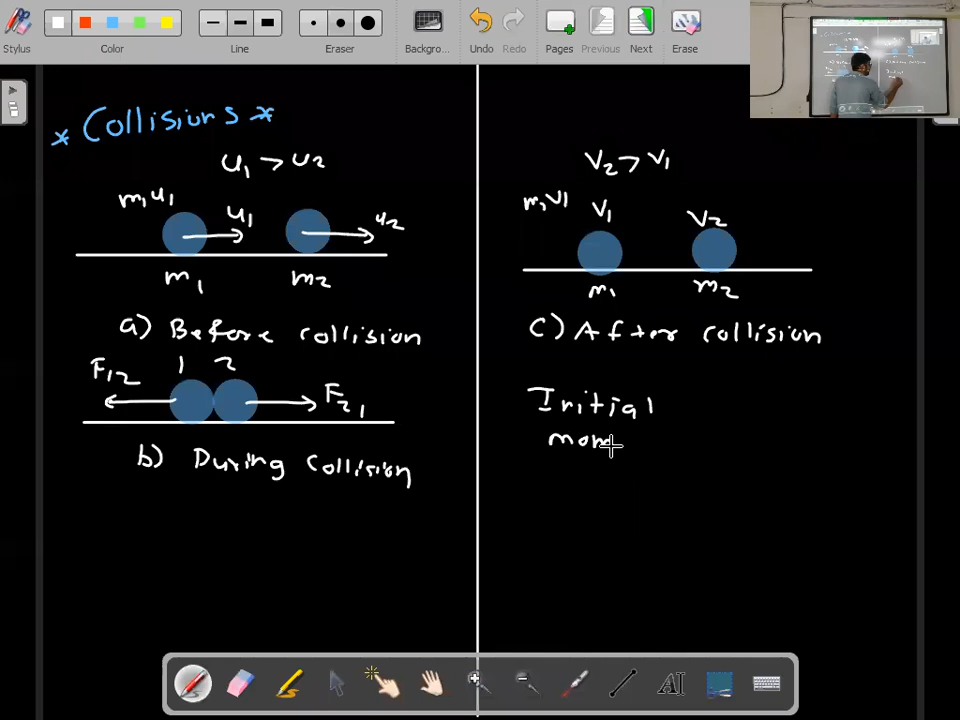 Stylus
Color
Line
Eraser
Backgro...
Undo
Redo
Pages
Previous
Next
Erase
* Collisions *
u1 > u2
m1u1
u1
u2
m1
m2
a) Before collision
F12
1
2
F21
b) During collision
v2 > v1
m1v1
v1
v2
m1
m2
c) After collision
Initial
mom